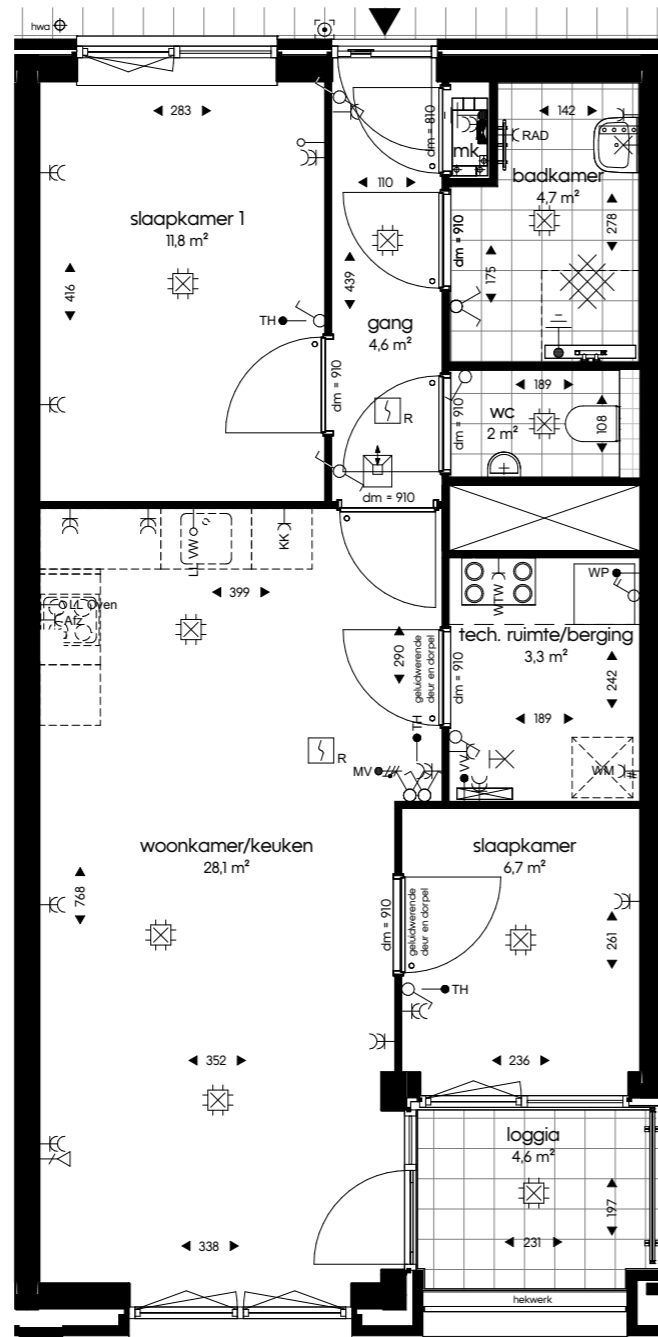 hwa
283
dm = 810
mk
RAD
142
badkamer
4,7 m²
110
slaapkamer 1
11,8 m²
278
dm = 910
175
416
439
TH
gang
4,6 m²
dm = 910
189
wc
2 m²
108
dm = 910
R
dm = 910
LL VW
KK
WTW
WP
LL Oven
Afz
399
290
geluidwerende
deur en dorpel
dm = 910
tech. ruimte/berging
3,3 m²
242
189
TH
R
MV
VV
WM
woonkamer/keuken
28,1 m²
slaapkamer
6,7 m²
768
dm = 910
geluidwerende
deur en dorpel
261
TH
352
236
loggia
4,6 m²
197
338
231
hekwerk